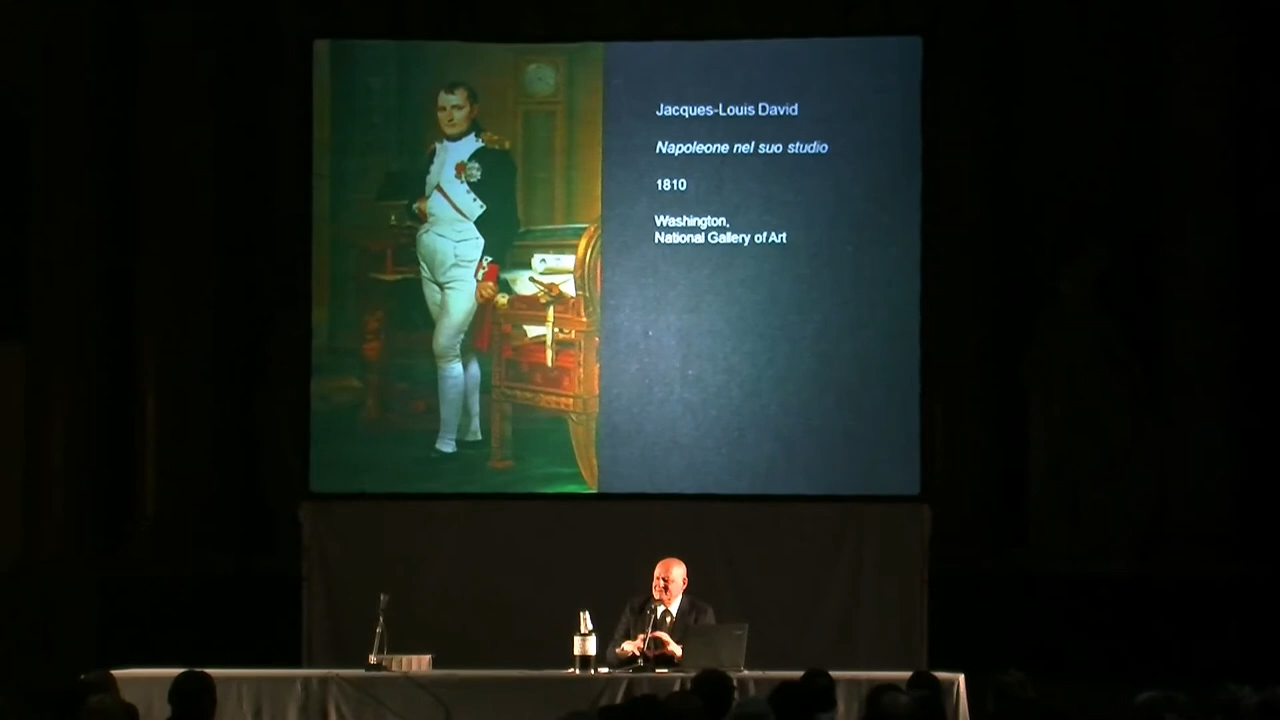 Jacques-Louis David
Napoleone nel suo studio
1810
Washington,
National Gallery of Art